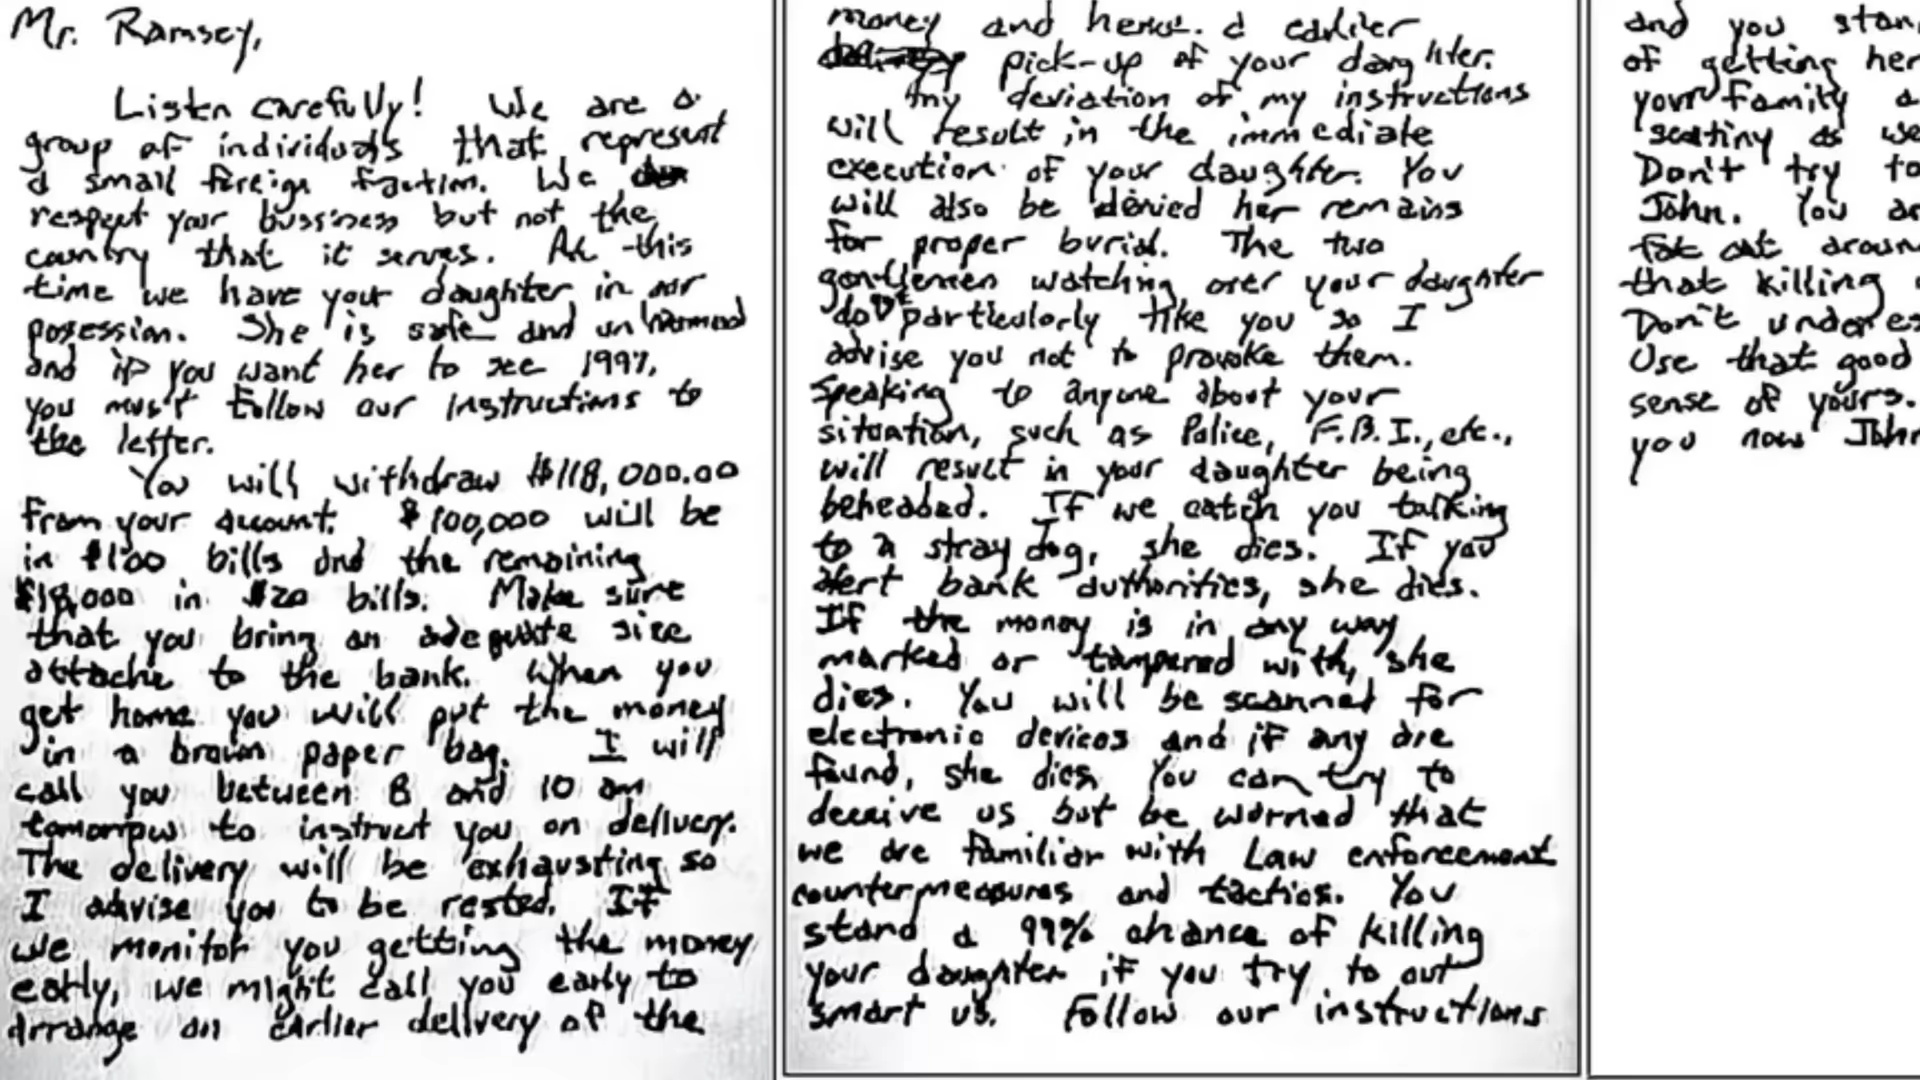 Mr. Ramsey,
Listen carefully! We are a
group of individuals that represent
a small foreign faction. We
respect your bussiness but not the
country that it serves. At this
time we have your daughter in our
posession. She is safe and unharmed
and if you want her to see 1997,
you must follow our instructions to
the letter.
You will withdraw $118,000.00
from your account. $100,000 will be
in $100 bills and the remaining
$18,000 in $20 bills. Make sure
that you bring an adequate size
attache to the bank. When you
get home you will put the money
in a brown paper bag. I will
call you between 8 and 10 am
tomorrow to instruct you on delivery.
The delivery will be exhausting so
I advise you to be rested. If
we monitor you getting the money
early, we might call you early to
arrange an earlier delivery of the
money and hence a earlier
delivery pick-up of your daughter.
Any deviation of my instructions
will result in the immediate
execution of your daughter. You
will also be denied her remains
for proper burial. The two
gentlemen watching over your daughter
do not particularly like you so I
advise you not to provoke them.
Speaking to anyone about your
situation, such as Police, F.B.I., etc.,
will result in your daughter being
beheaded. If we catch you talking
to a stray dog, she dies. If you
alert bank authorities, she dies.
If the money is in any way
marked or tampered with, she
dies. You will be scanned for
electronic devices and if any are
found, she dies. You can try to
deceive us but be warned that
we are familiar with Law enforcement
countermeasures and tactics. You
stand a 99% chance of killing
your daughter if you try to out
smart us. Follow our instructions
and you stan
of getting her
your family a
scutiny as we
Don't try to
John. You ar
fat cat aroun
that killing
Don't underes
Use that good
sense of yours.
you now John